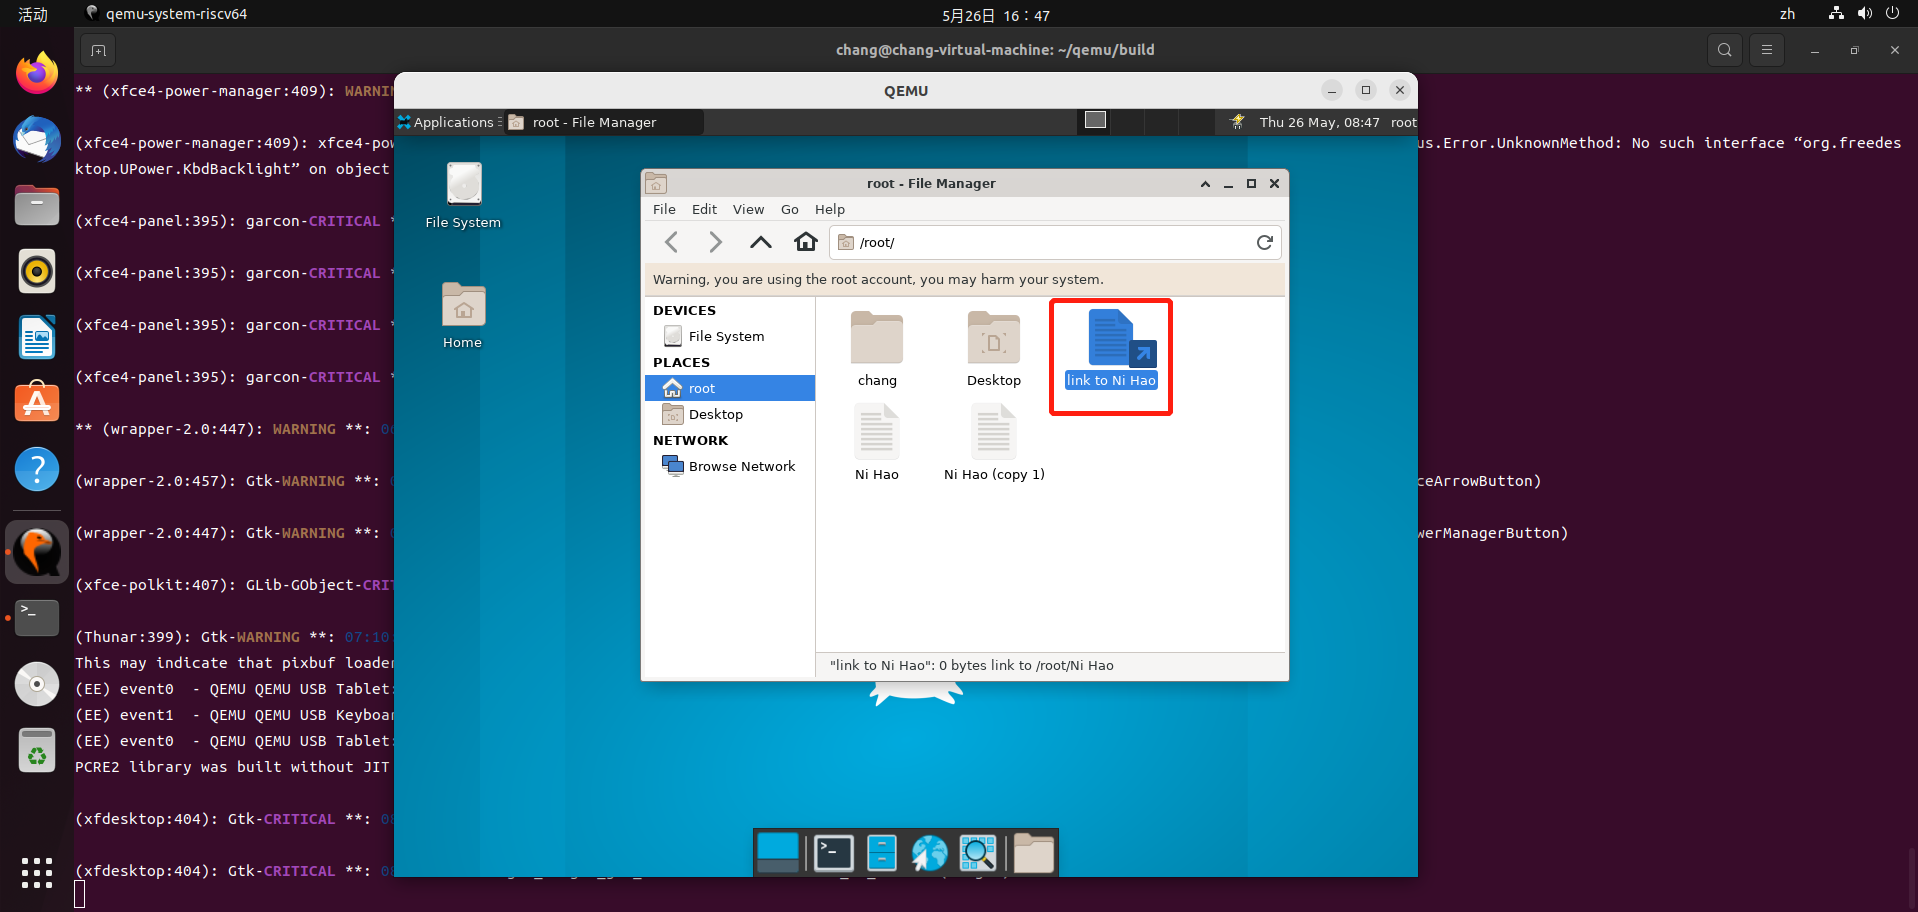 活动
qemu-system-riscv64
5月26日 16：47
zh
chang@chang-virtual-machine: ~/qemu/build
** (xfce4-power-manager:409):
QEMU
Applications
root - File Manager
Thu 26 May, 08:47 root
(xfce4-power-manager:409):
us.Error.UnknownMethod: No such interface “org.freedes
ktop.UPower.KbdBacklight” on object
(xfce4-panel:395): garcon-CRITICAL
(xfce4-panel:395): garcon-CRITICAL
(xfce4-panel:395): garcon-CRITICAL
(xfce4-panel:395): garcon-CRITICAL
** (wrapper-2.0:447): WARNING **:
(wrapper-2.0:457): Gtk-WARNING **:
ceArrowButton)
(wrapper-2.0:447): Gtk-WARNING **:
werManagerButton)
(xfce-polkit:407): GLib-GObject-
(Thunar:399): Gtk-WARNING **: 07:10
This may indicate that pixbuf loader
(EE) event0 - QEMU QEMU USB Tablet:
(EE) event1 - QEMU QEMU USB
(EE) event0 - QEMU QEMU USB Tablet:
PCRE2 library was built without JIT
(xfdesktop:404): Gtk-CRITICAL **:
(xfdesktop:404): Gtk-CRITICAL **:
File System
Home
root - File Manager
File Edit View Go Help
/root/
Warning, you are using the root account, you may harm your system.
DEVICES
File System
PLACES
root
Desktop
NETWORK
Browse Network
chang
Desktop
link to Ni Hao
Ni Hao
Ni Hao (copy 1)
"link to Ni Hao": 0 bytes link to /root/Ni Hao